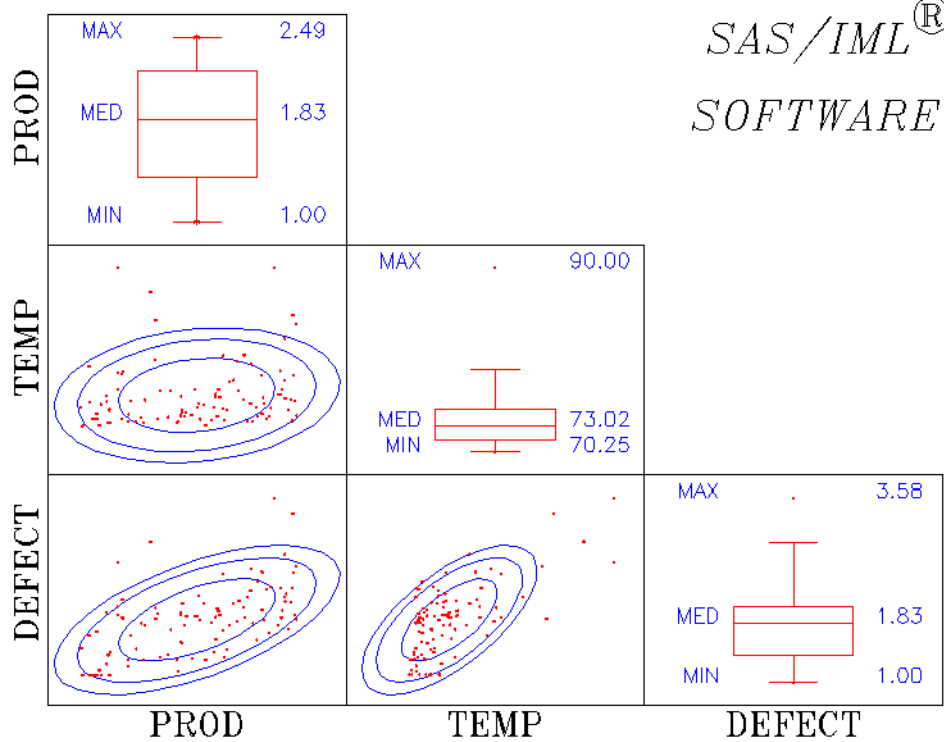 SAS/IML®
SOFTWARE
PROD
MAX 2.49
MED 1.83
MIN 1.00
TEMP
MAX 90.00
MED 73.02
MIN 70.25
DEFECT
MAX 3.58
MED 1.83
MIN 1.00
PROD TEMP DEFECT